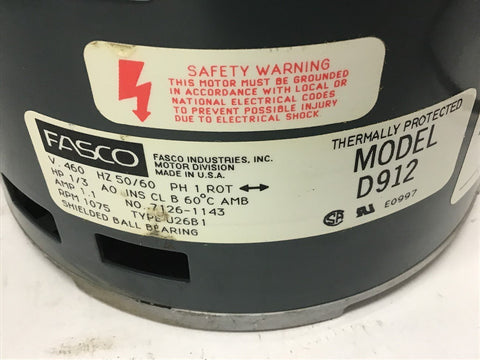 SAFETY WARNING
THIS MOTOR MUST BE GROUNDED
IN ACCORDANCE WITH LOCAL OR
NATIONAL ELECTRICAL CODES
TO PREVENT POSSIBLE INJURY
DUE TO ELECTRICAL SHOCK.
FASCO
FASCO INDUSTRIES, INC.
MOTOR DIVISION
MADE IN U.S.A.
V. 460 HZ 50/60 PH 1 ROT ↔
HP 1/3 AO INS CL B 60°C AMB
AMP 1.1 NO. 7126-1143
RPM 1075 TYPE U26B1
SHIELDED BALL BEARING
THERMALLY PROTECTED
MODEL
D912
E0997